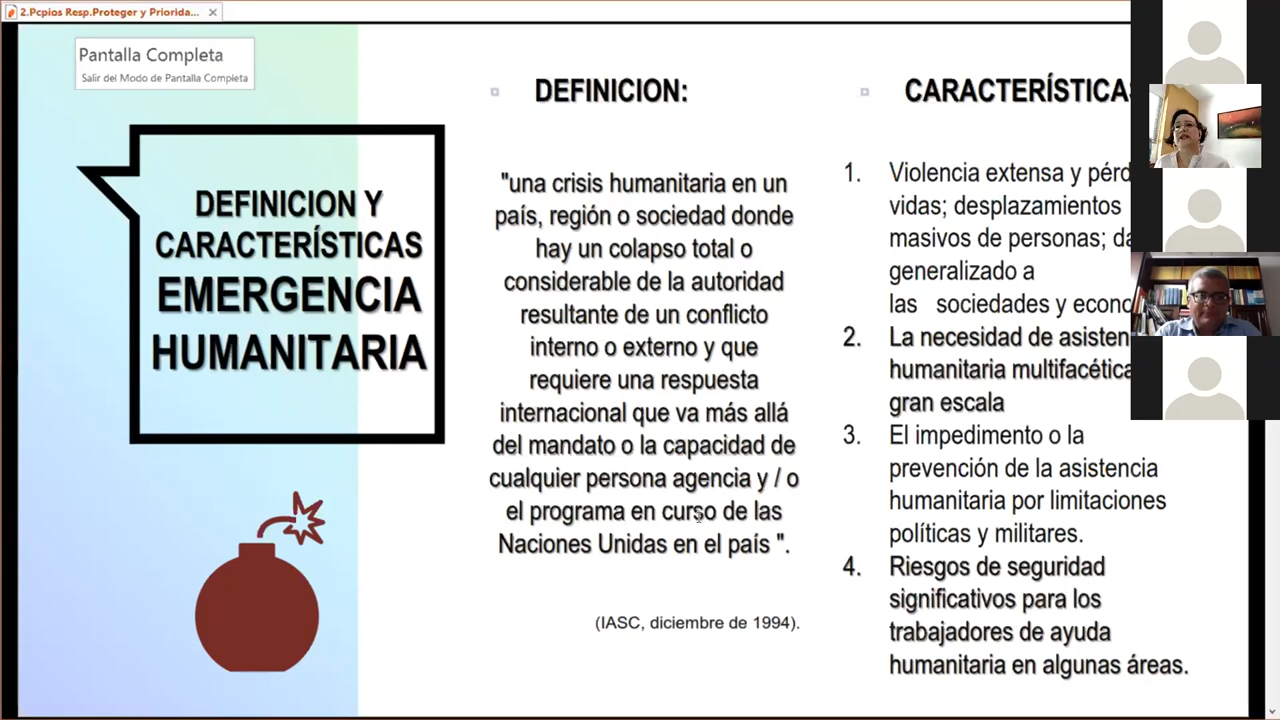 2.Pcpios Resp.Proteger y Priorida...
Pantalla Completa
Salir del Modo de Pantalla Completa
DEFINICION Y
CARACTERÍSTICAS
EMERGENCIA
HUMANITARIA
DEFINICION:
"una crisis humanitaria en un
país, región o sociedad donde
hay un colapso total o
considerable de la autoridad
resultante de un conflicto
interno o externo y que
requiere una respuesta
internacional que va más allá
del mandato o la capacidad de
cualquier persona agencia y / o
el programa en curso de las
Naciones Unidas en el país ".
(IASC, diciembre de 1994).
CARACTERÍSTICAS
1. Violencia extensa y pérd
vidas; desplazamientos
masivos de personas; da
generalizado a
las sociedades y econo
2. La necesidad de asisten
humanitaria multifacética
gran escala
3. El impedimento o la
prevención de la asistencia
humanitaria por limitaciones
políticas y militares.
4. Riesgos de seguridad
significativos para los
trabajadores de ayuda
humanitaria en algunas áreas.